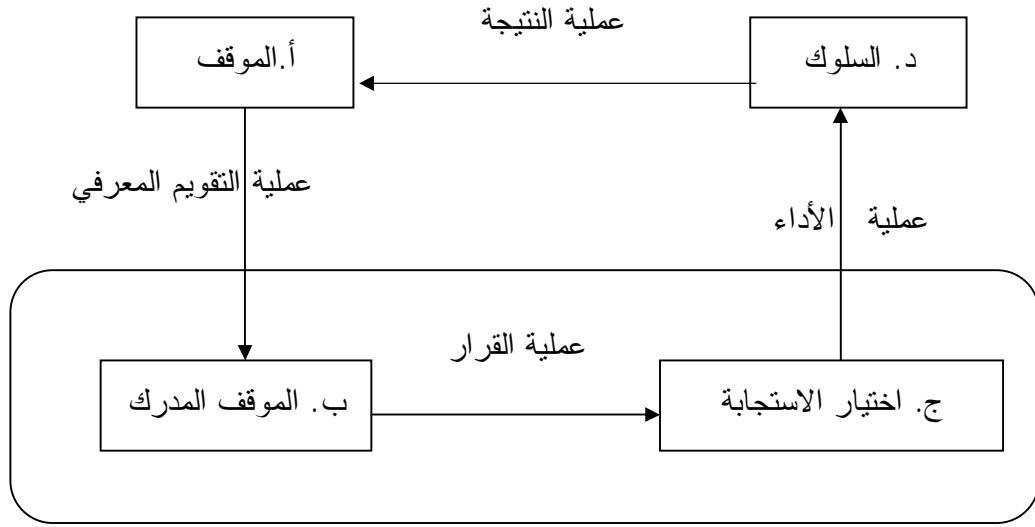 عملية النتيجة
أ.الموقف
د. السلوك
عملية التقويم المعرفي
عملية الأداء
عملية القرار
ب. الموقف المدرك
ج. اختيار الاستجابة